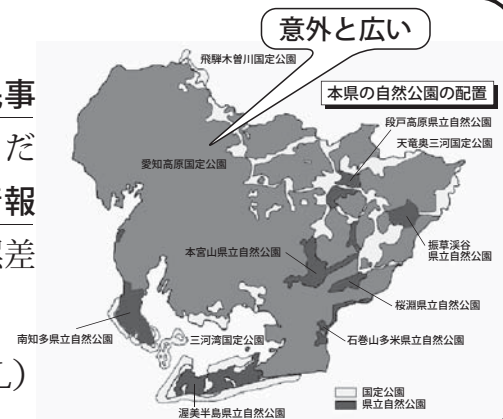 意外と広い
事
だ
報
差
L）
本県の自然公園の配置
飛騨木曽川国定公園
段戸高原県立自然公園
天竜奥三河国定公園
愛知高原国定公園
振草渓谷
県立自然公園
本宮山県立自然公園
桜淵県立自然公園
石巻山多米県立自然公園
南知多県立自然公園
三河湾国定公園
渥美半島県立自然公園
国定公園
県立自然公園